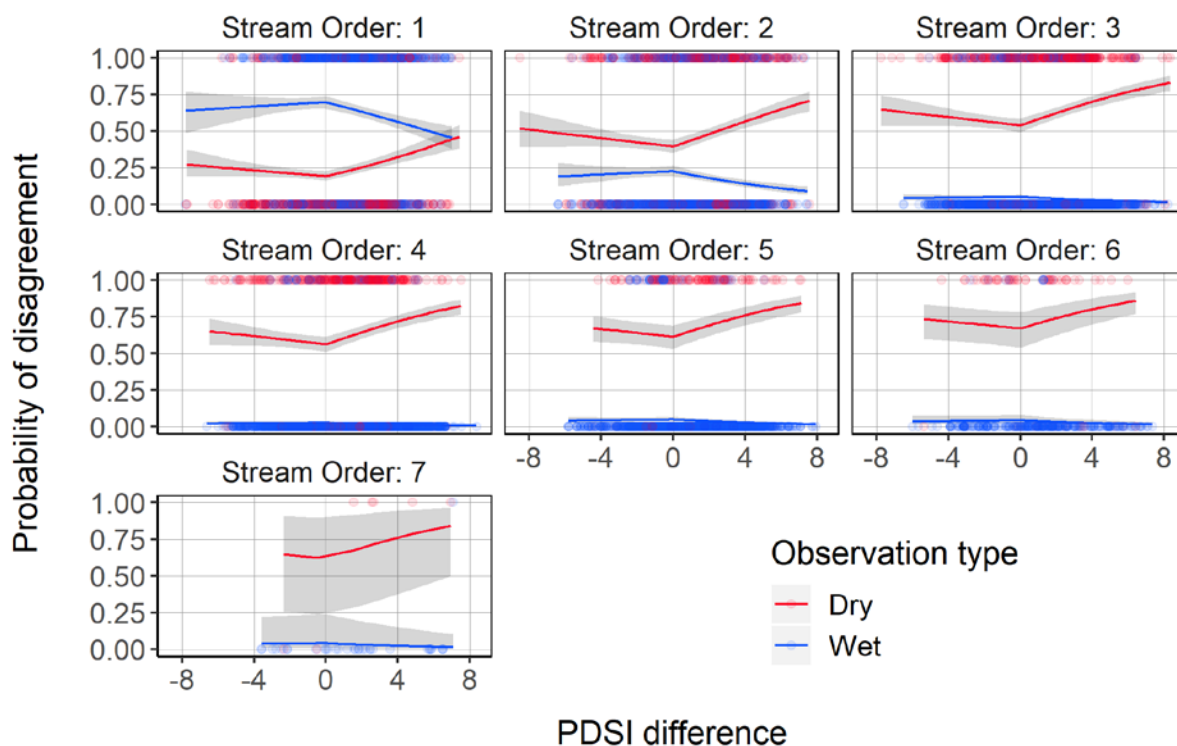 Stream Order: 1 Stream Order: 2 Stream Order: 3
1.00
0.75
0.50
0.25
0.00
Stream Order: 4 Stream Order: 5 Stream Order: 6
1.00
0.75
0.50
0.25
0.00
-8 -4 0 4 8 -8 -4 0 4 8
Stream Order: 7
1.00
0.75
0.50
0.25
0.00
-8 -4 0 4 8
Probability of disagreement
PDSI difference
Observation type
Dry
Wet